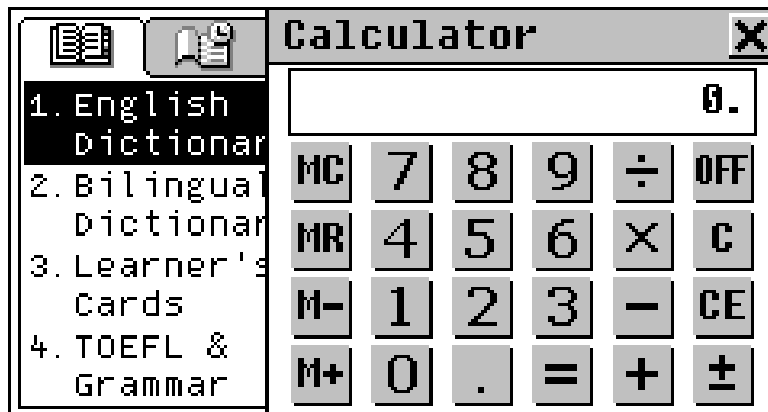 Calculator
0.
1. English
Dictionar
2. Bilingual
Dictionar
3. Learner's
Cards
4. TOEFL &
Grammar
MC 7 8 9 ÷ OFF
MR 4 5 6 × C
M- 1 2 3 - CE
M+ 0 . = + ±